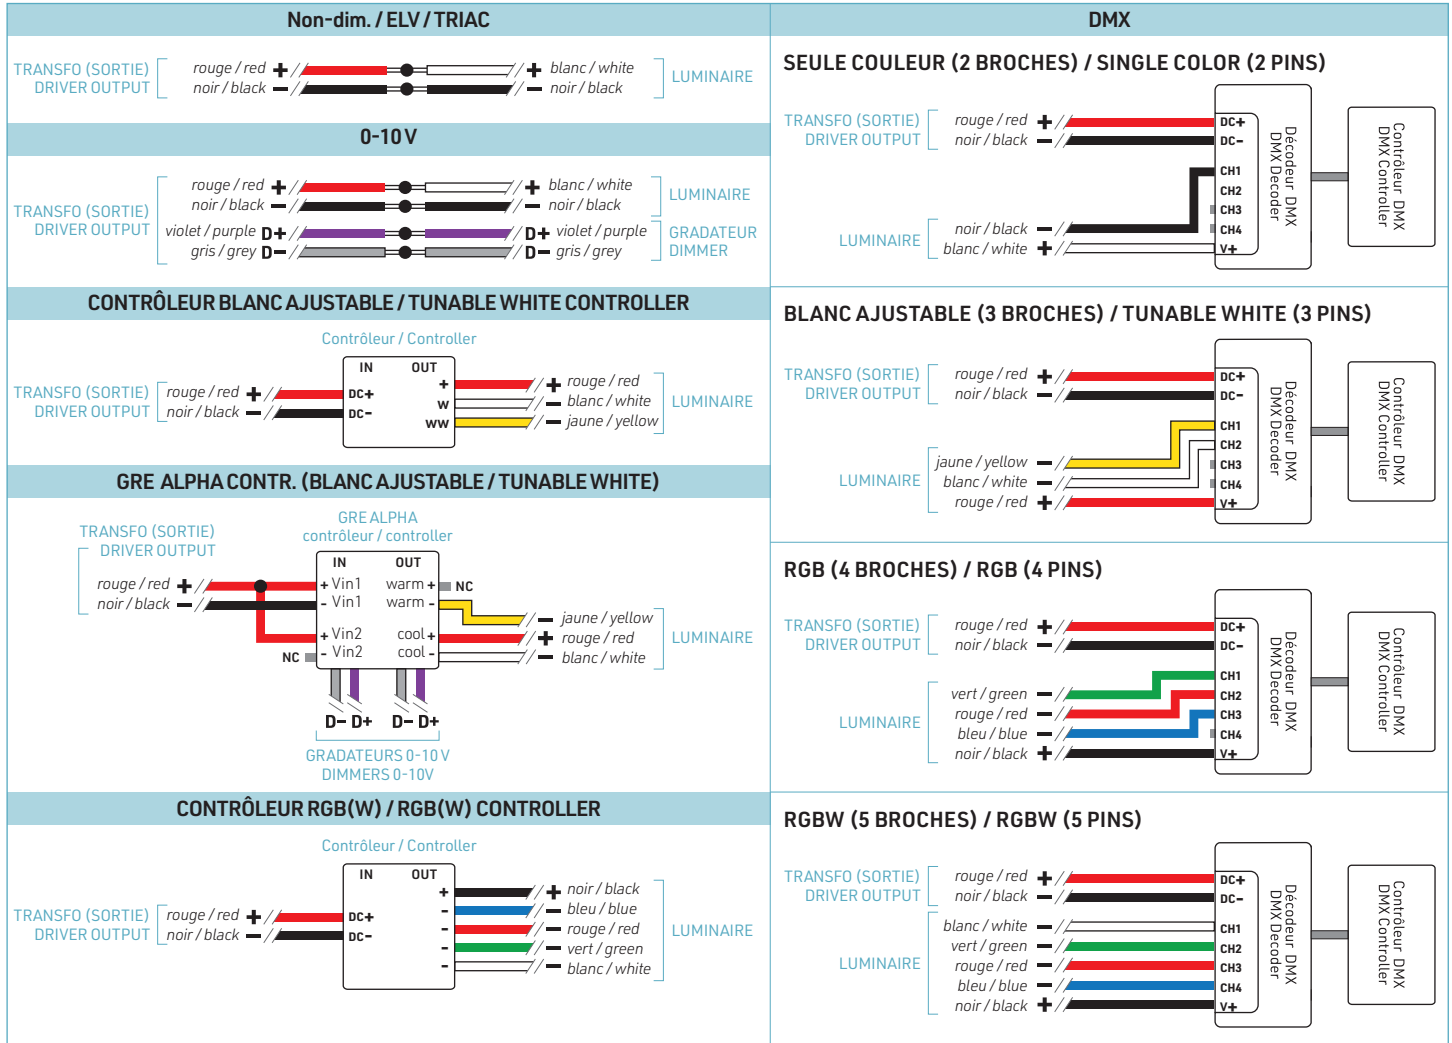 Non-dim. / ELV / TRIAC
TRANSFO (SORTIE)
DRIVER OUTPUT
rouge / red +
noir / black −
+ blanc / white
− noir / black
LUMINAIRE
0-10 V
TRANSFO (SORTIE)
DRIVER OUTPUT
rouge / red +
noir / black −
violet / purple D+
gris / grey D−
+ blanc / white
− noir / black
D+ violet / purple
D− gris / grey
LUMINAIRE
GRADATEUR
DIMMER
CONTRÔLEUR BLANC AJUSTABLE / TUNABLE WHITE CONTROLLER
Contrôleur / Controller
TRANSFO (SORTIE)
DRIVER OUTPUT
rouge / red +
noir / black −
IN
OUT
DC+
DC−
+
W
WW
+ rouge / red
− blanc / white
− jaune / yellow
LUMINAIRE
GRE ALPHA CONTR. (BLANC AJUSTABLE / TUNABLE WHITE)
TRANSFO (SORTIE)
DRIVER OUTPUT
GRE ALPHA
contrôleur / controller
rouge / red +
noir / black −
IN
OUT
+ Vin1
- Vin1
+ Vin2
- Vin2
NC
warm +
warm -
cool +
cool -
NC
− jaune / yellow
+ rouge / red
− blanc / white
LUMINAIRE
D− D+ D− D+
GRADATEURS 0-10 V
DIMMERS 0-10V
CONTRÔLEUR RGB(W) / RGB(W) CONTROLLER
Contrôleur / Controller
TRANSFO (SORTIE)
DRIVER OUTPUT
rouge / red +
noir / black −
IN
OUT
DC+
DC−
+
-
-
-
-
+ noir / black
− bleu / blue
− rouge / red
− vert / green
− blanc / white
LUMINAIRE
DMX
SEULE COULEUR (2 BROCHES) / SINGLE COLOR (2 PINS)
TRANSFO (SORTIE)
DRIVER OUTPUT
rouge / red +
noir / black −
LUMINAIRE
noir / black −
blanc / white +
DC+
DC−
CH1
CH2
CH3
CH4
V+
Décodeur DMX
DMX Decoder
Contrôleur DMX
DMX Controller
BLANC AJUSTABLE (3 BROCHES) / TUNABLE WHITE (3 PINS)
TRANSFO (SORTIE)
DRIVER OUTPUT
rouge / red +
noir / black −
LUMINAIRE
jaune / yellow −
blanc / white −
rouge / red +
DC+
DC−
CH1
CH2
CH3
CH4
V+
Décodeur DMX
DMX Decoder
Contrôleur DMX
DMX Controller
RGB (4 BROCHES) / RGB (4 PINS)
TRANSFO (SORTIE)
DRIVER OUTPUT
rouge / red +
noir / black −
LUMINAIRE
vert / green −
rouge / red −
bleu / blue −
noir / black +
DC+
DC−
CH1
CH2
CH3
CH4
V+
Décodeur DMX
DMX Decoder
Contrôleur DMX
DMX Controller
RGBW (5 BROCHES) / RGBW (5 PINS)
TRANSFO (SORTIE)
DRIVER OUTPUT
rouge / red +
noir / black −
LUMINAIRE
blanc / white −
vert / green −
rouge / red −
bleu / blue −
noir / black +
DC+
DC−
CH1
CH2
CH3
CH4
V+
Décodeur DMX
DMX Decoder
Contrôleur DMX
DMX Controller